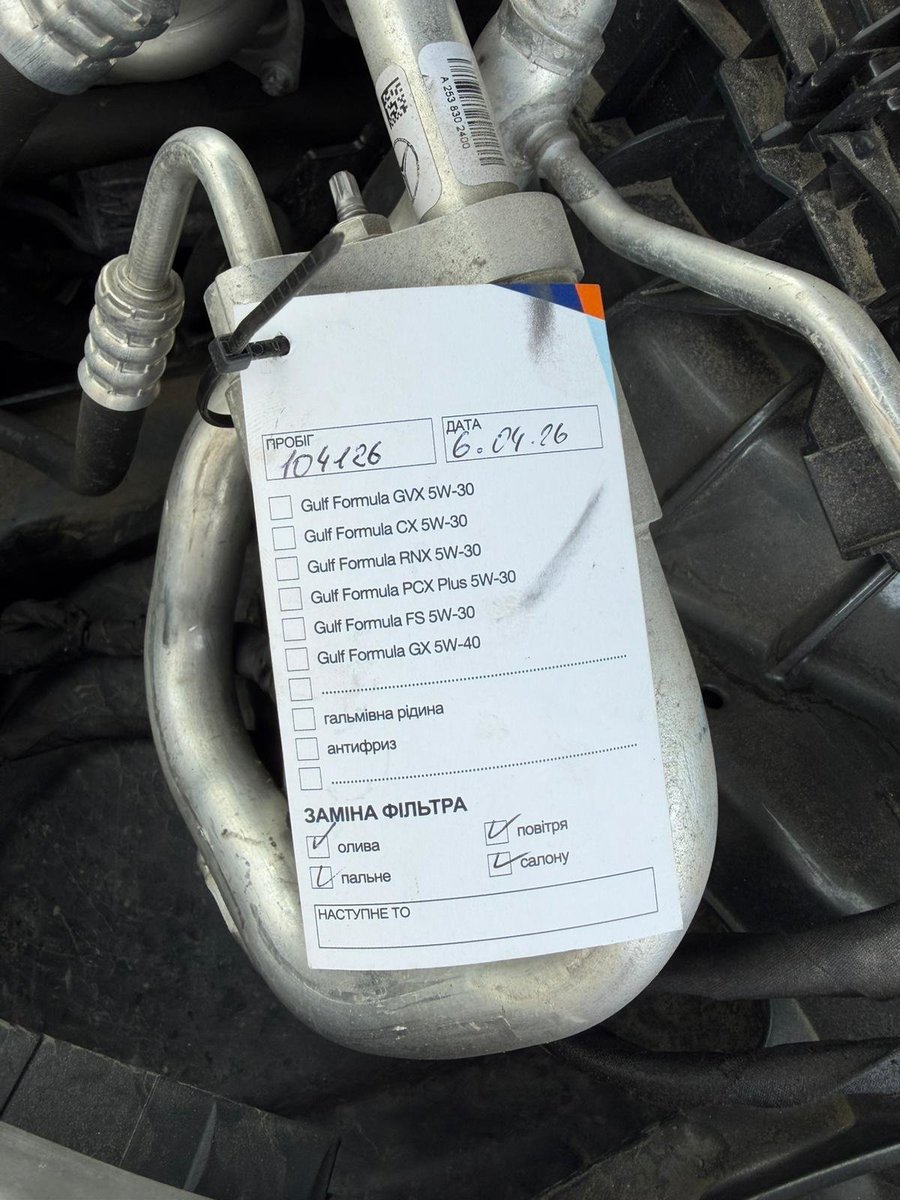 A 253 830 2400
ПРОБІГ
104126
ДАТА
6.04.26
Gulf Formula GVX 5W-30
Gulf Formula CX 5W-30
Gulf Formula RNX 5W-30
Gulf Formula PCX Plus 5W-30
Gulf Formula FS 5W-30
Gulf Formula GX 5W-40
гальмівна рідина
антифриз
ЗАМІНА ФІЛЬТРА
олива
повітря
пальне
салону
НАСТУПНЕ ТО